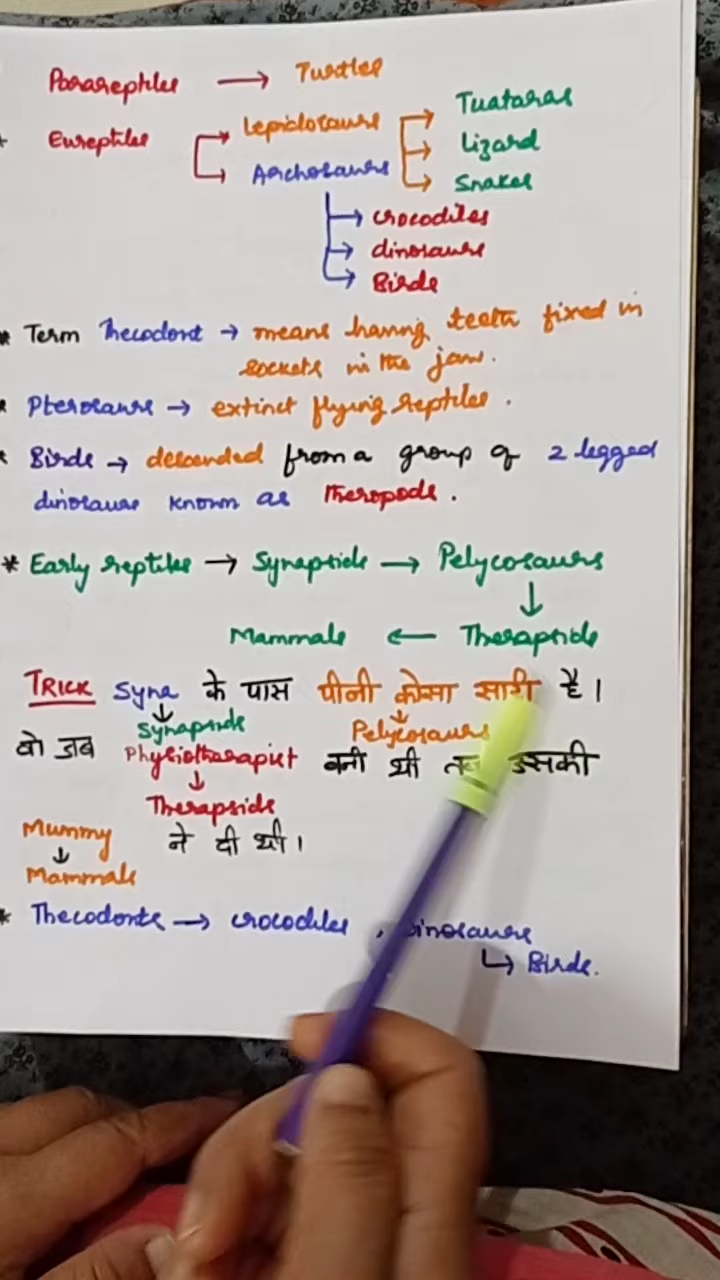 Parareptiles → Turtles
Eureptiles Lepidosaurs Tuataras
Archosaurs Lizard
Snakes
crocodiles
dinosaurs
Birds
* Term Thecodont → means having teeth fixed in
sockets in the jaw.
* Pterosaurs → extinct flying reptiles.
* Birds → descended from a group of 2 legged
dinosaurs known as theropods.
* Early reptiles → Synapsids → Pelycosaurs
↓
Mammals ← Therapsids
TRICK Syna के पास पीली कोसा साड़ी है।
↓ Synapsids ↓ Pelycosaurs
वो जब Physiotherapist बनी थी तब उसकी
↓
Therapsids
Mummy ने दी थी।
↓
Mammals
* Thecodonts → crocodiles, Dinosaurs
↳ Birds.